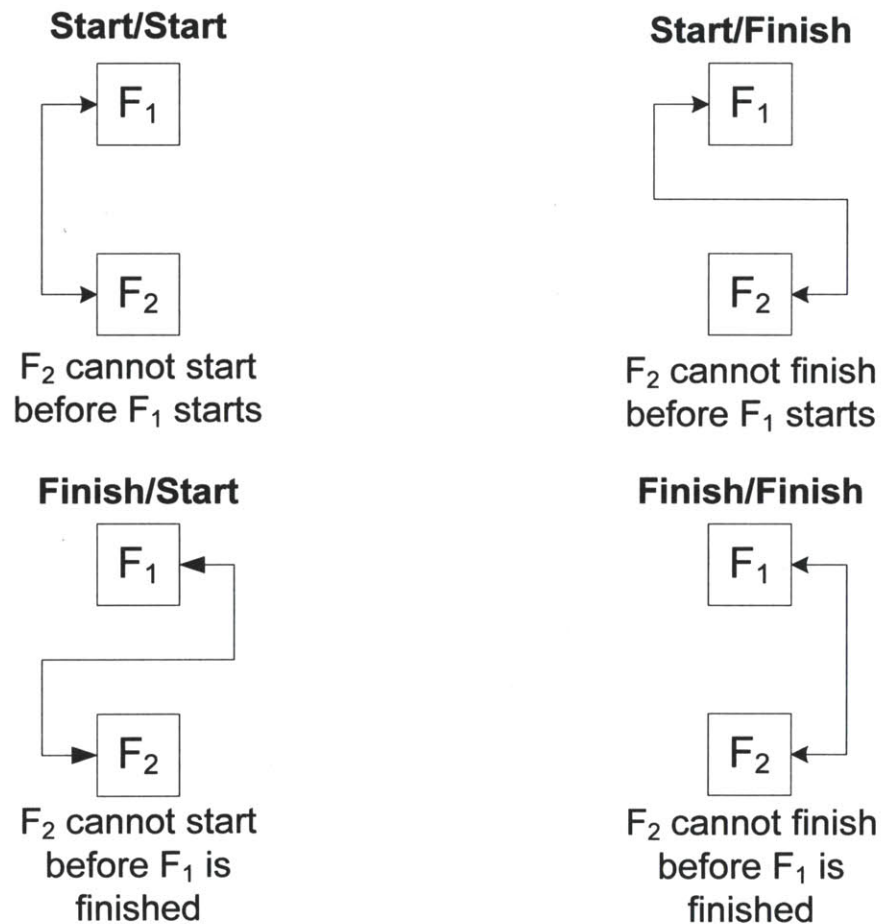 Start/Start
F₁
F₂
F₂ cannot start
before F₁ starts
Start/Finish
F₁
F₂
F₂ cannot finish
before F₁ starts
Finish/Start
F₁
F₂
F₂ cannot start
before F₁ is
finished
Finish/Finish
F₁
F₂
F₂ cannot finish
before F₁ is
finished